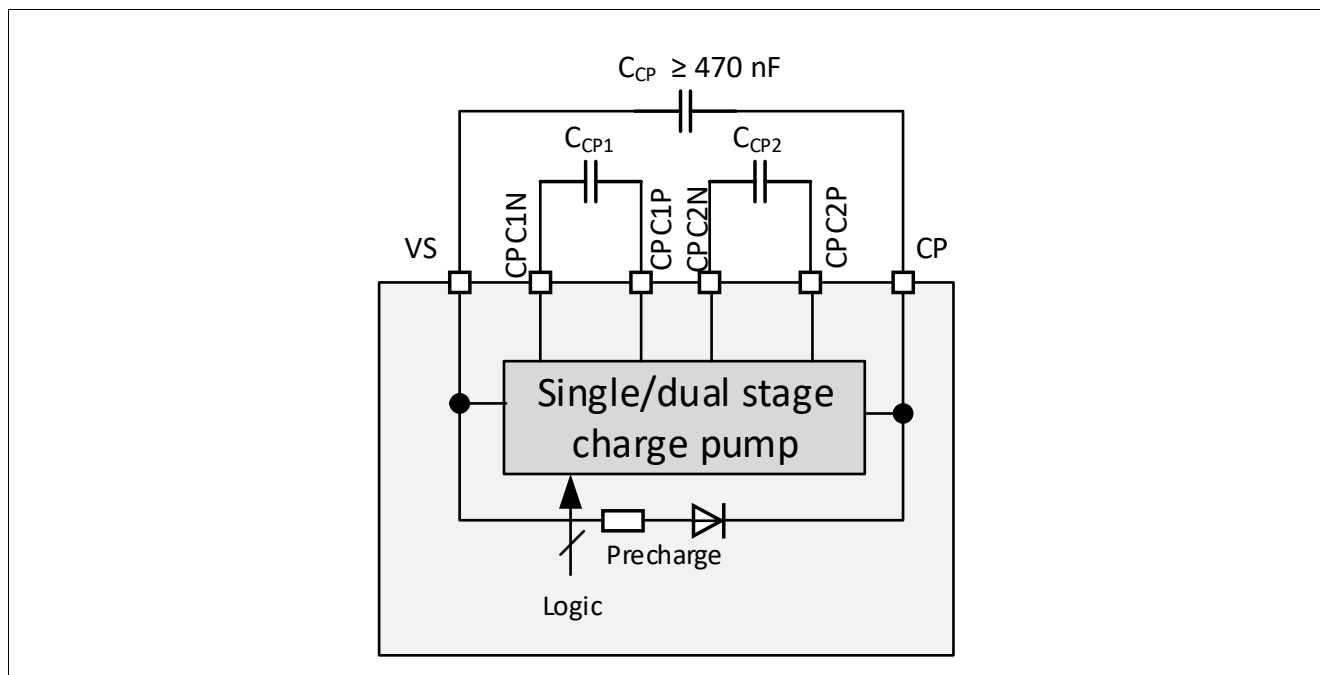 C_CP ≥ 470 nF
C_CP1
C_CP2
VS
CPC1N
CPC1P
CPC2N
CPC2P
CP
Single/dual stage
charge pump
Precharge
Logic